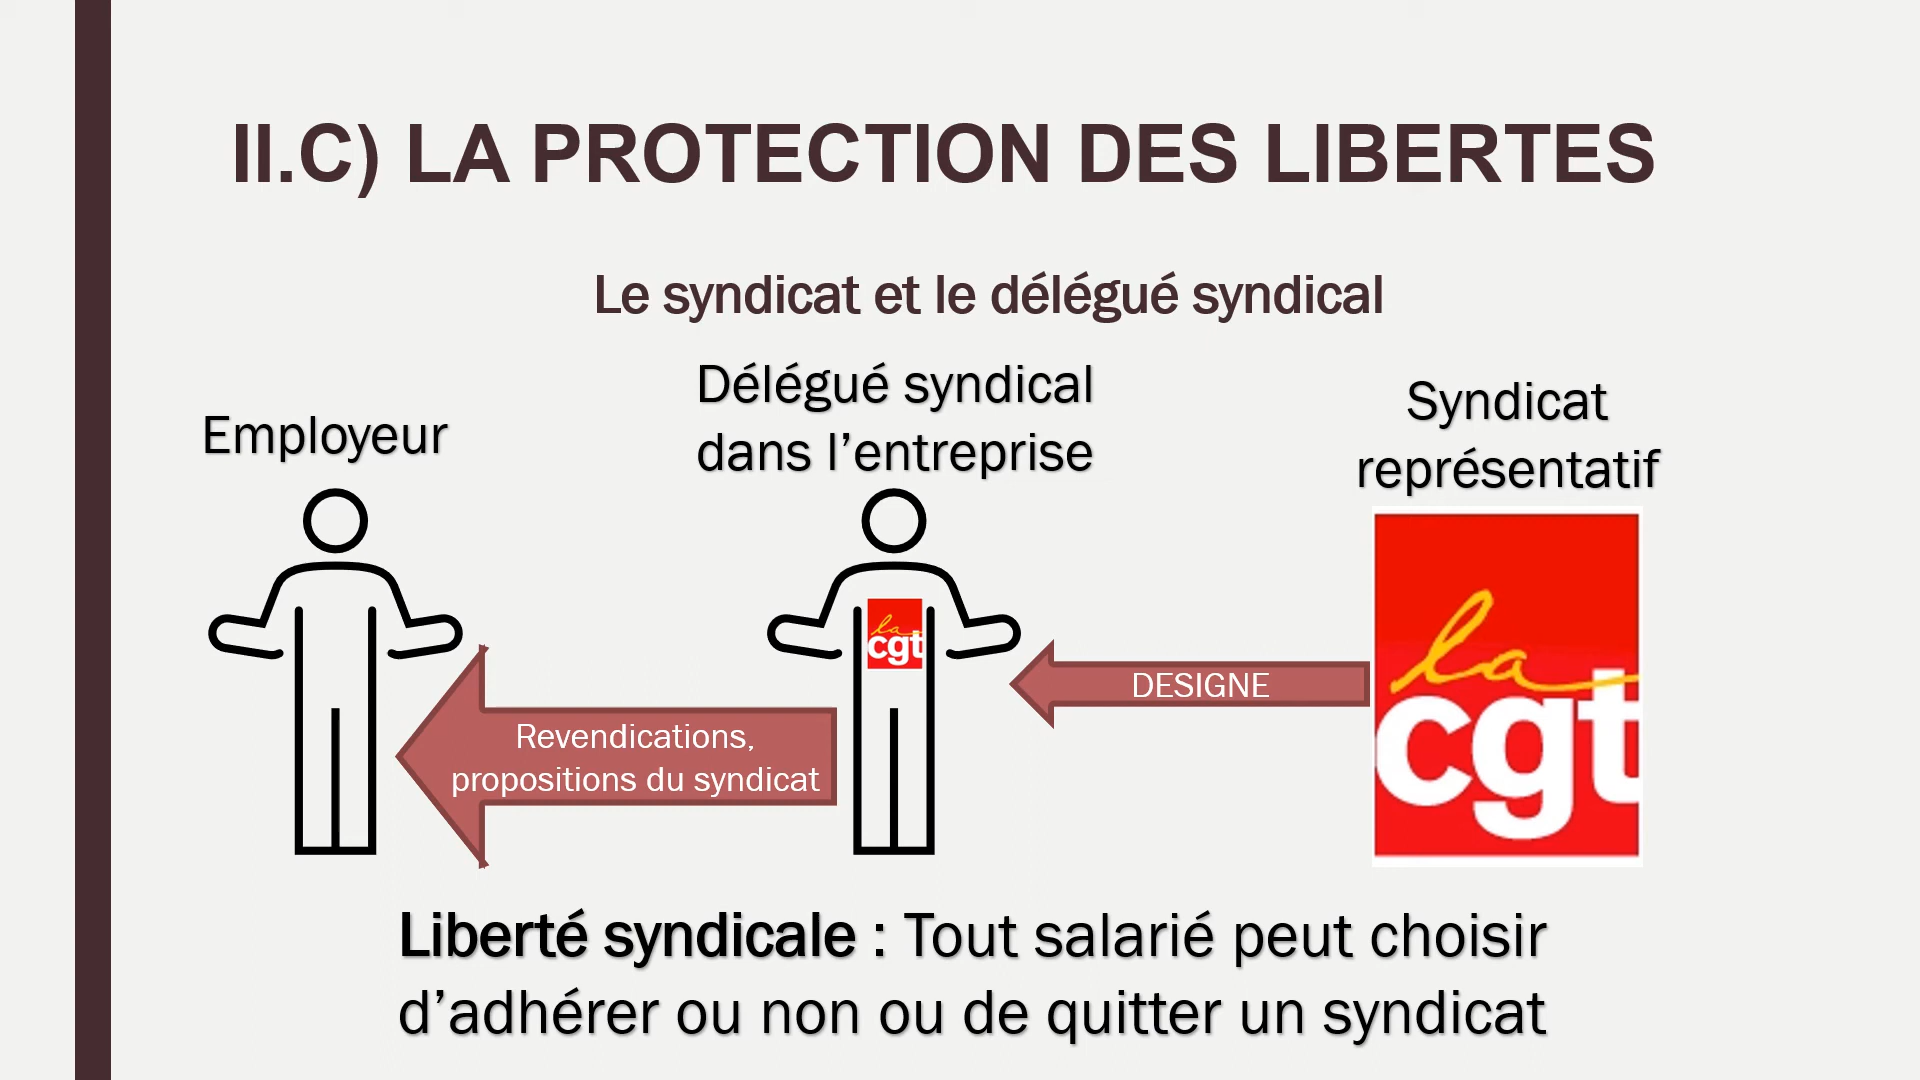 II.C) LA PROTECTION DES LIBERTES
Le syndicat et le délégué syndical
Employeur
Délégué syndical
dans l’entreprise
Syndicat
représentatif
la
cgt
DESIGNE
la
cgt
Revendications,
propositions du syndicat
Liberté syndicale : Tout salarié peut choisir
d’adhérer ou non ou de quitter un syndicat